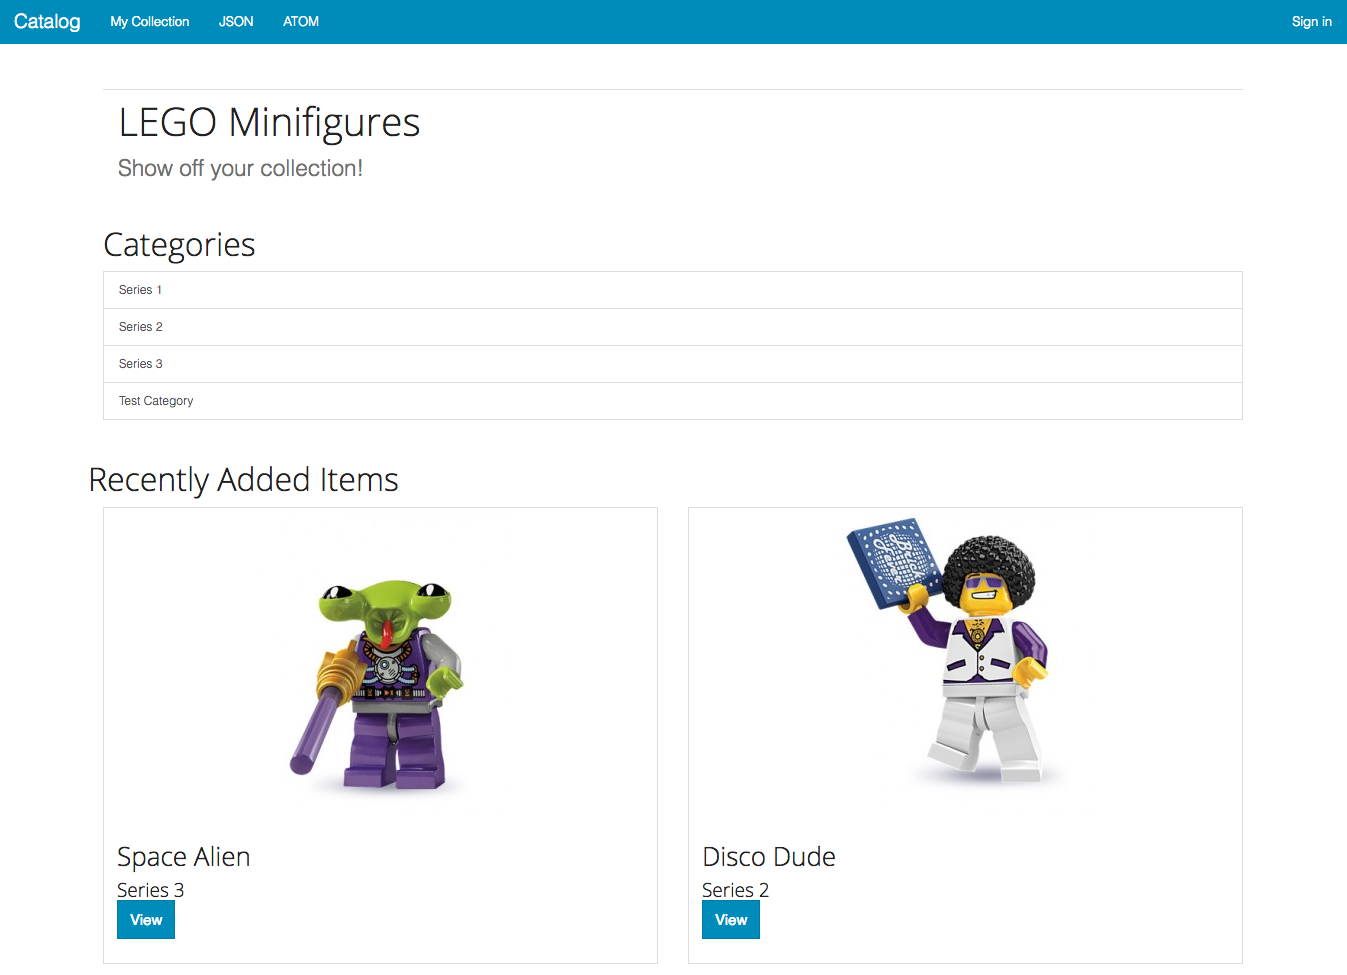 Catalog My Collection JSON ATOM Sign in
LEGO Minifigures
Show off your collection!
Categories
Series 1
Series 2
Series 3
Test Category
Recently Added Items
Space Alien
Series 3
View
Disco Dude
Series 2
View